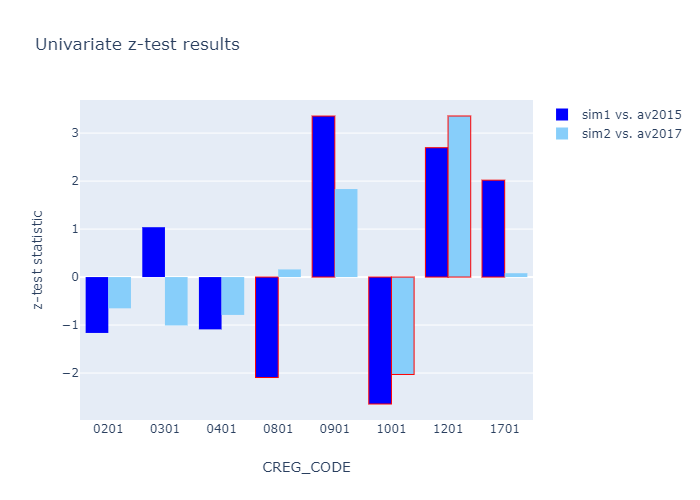 Univariate z-test results
sim1 vs. av2015
sim2 vs. av2017
z-test statistic
3
2
1
0
−1
−2
0201 0301 0401 0801 0901 1001 1201 1701
CREG_CODE